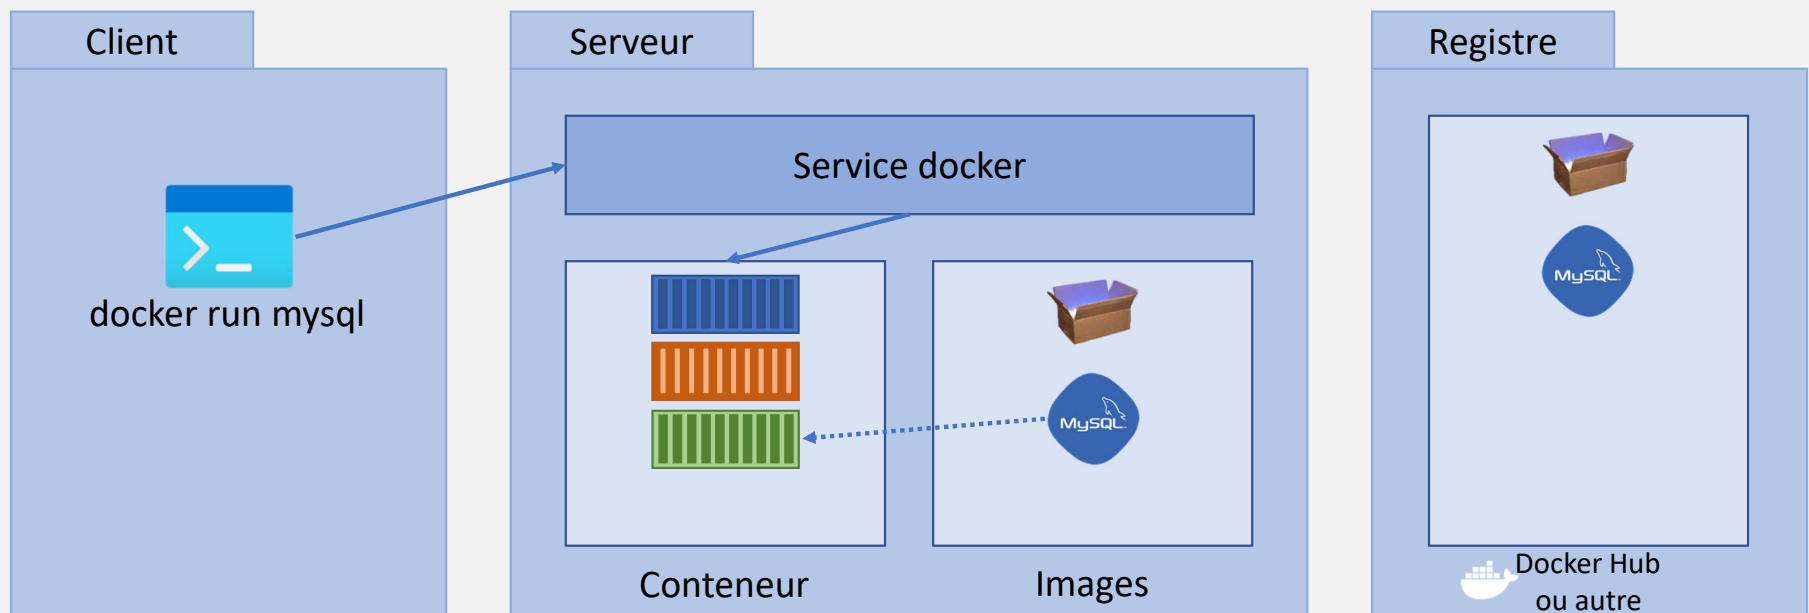 Client
Serveur
Registre
Service docker
MySQL
docker run mysql
MySQL
Conteneur
Images
Docker Hub
ou autre